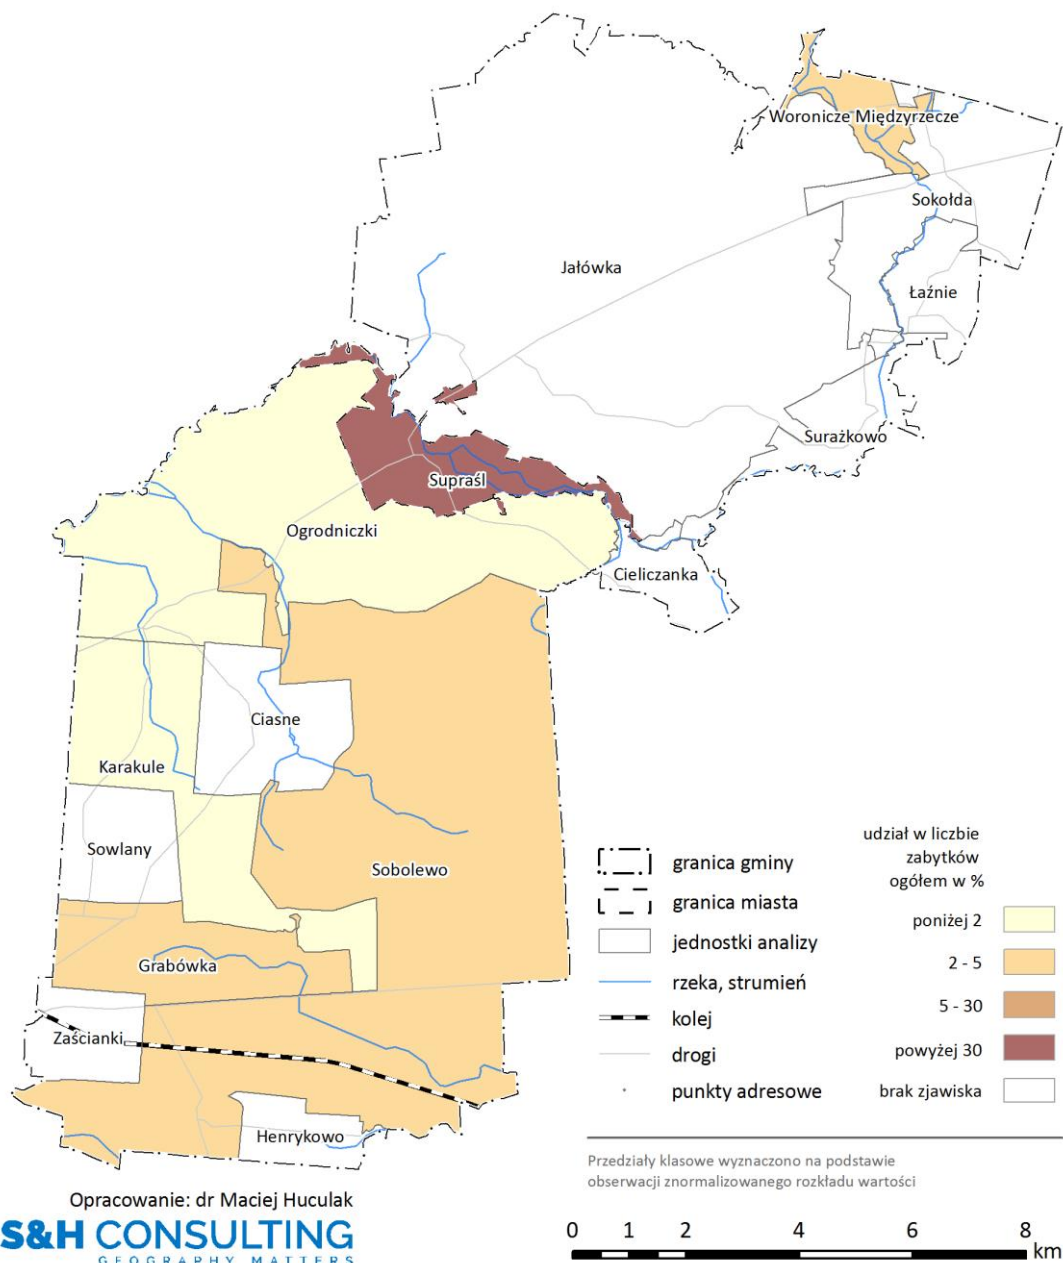 Woronicze Międzyrzecze
Sokołda
Jałówka
Łaźnie
Surażkowo
Supraśl
Ogrodniczki
Cieliczanka
Ciasne
Karakule
Sowlany
Sobolewo
Grabówka
Zaścianki
Henrykowo
granica gminy
granica miasta
jednostki analizy
rzeka, strumień
kolej
drogi
punkty adresowe
udział w liczbie
zabytków
ogółem w %
poniżej 2
2 - 5
5 - 30
powyżej 30
brak zjawiska
Przedziały klasowe wyznaczono na podstawie
obserwacji znormalizowanego rozkładu wartości
Opracowanie: dr Maciej Huculak
S&H CONSULTING
GEOGRAPHY MATTERS
0 1 2 4 6 8
km